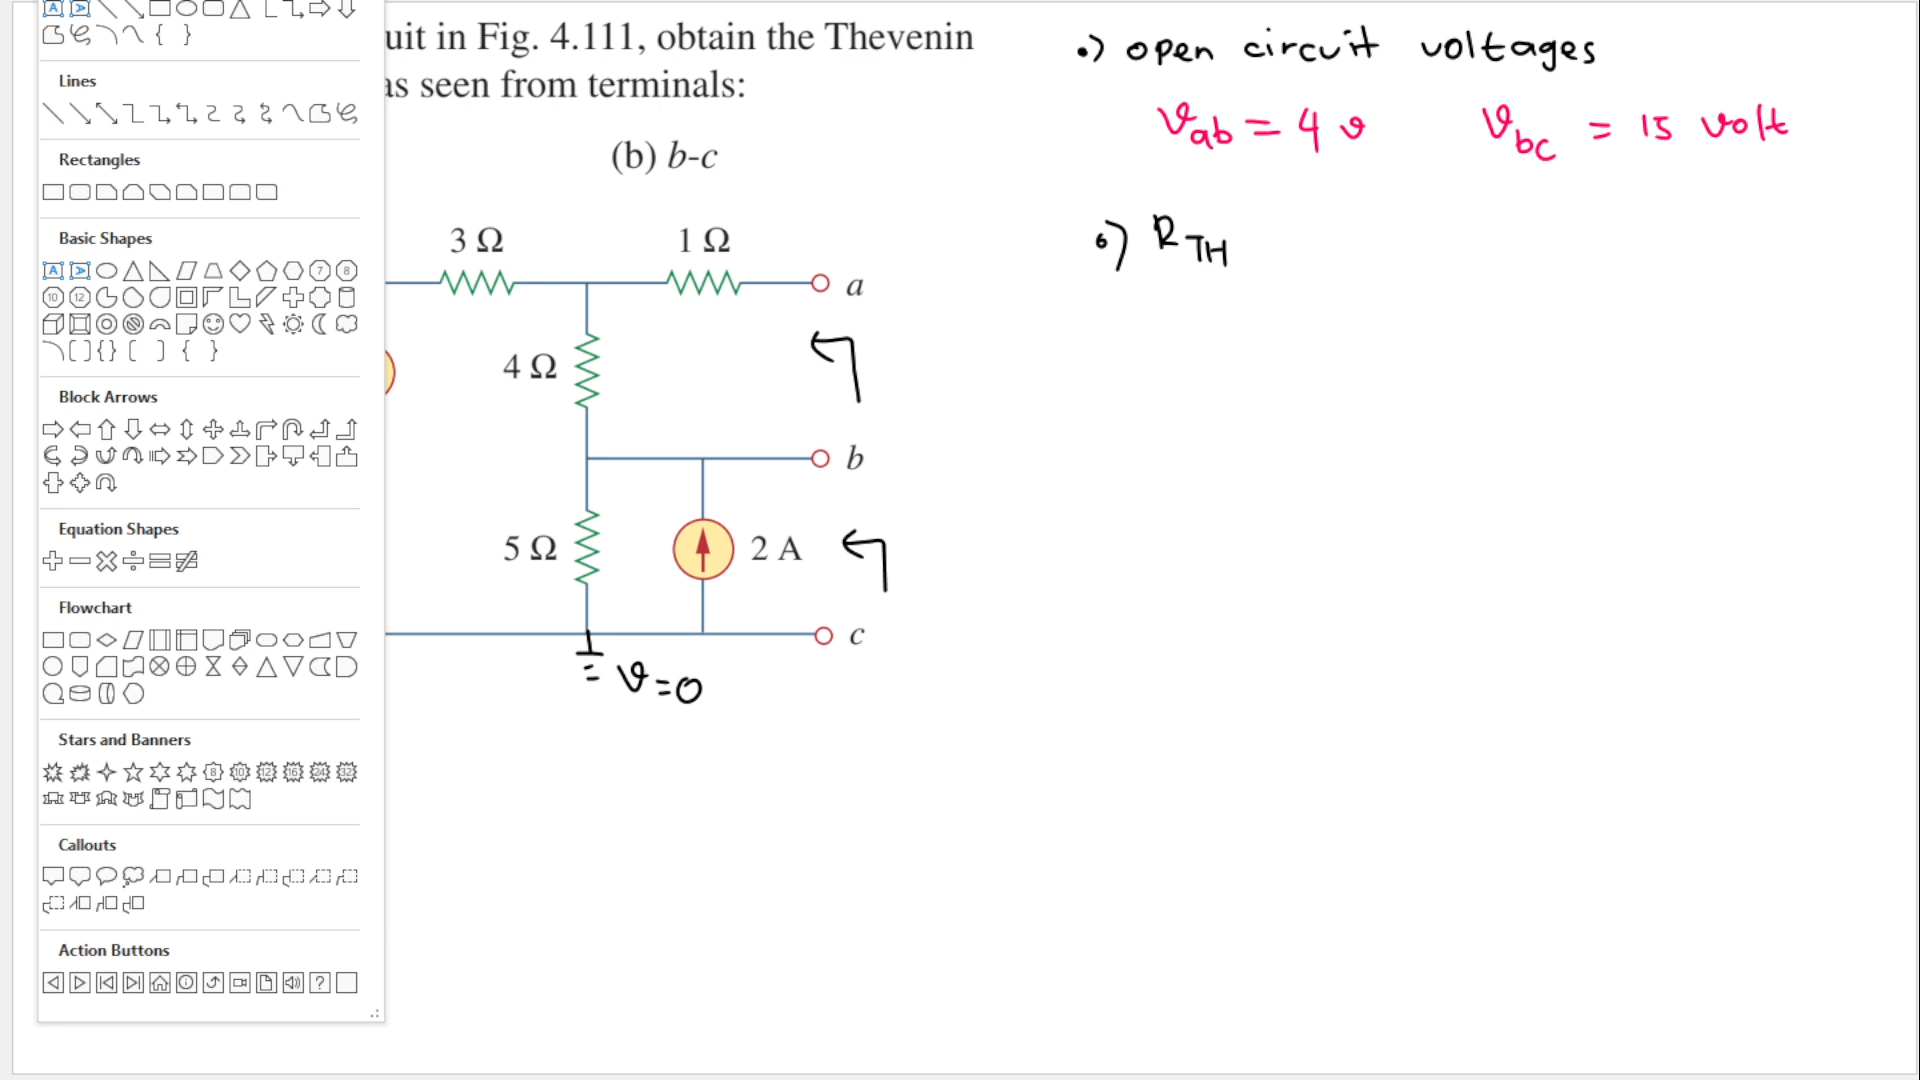 Lines
Rectangles
Basic Shapes
Block Arrows
Equation Shapes
Flowchart
Stars and Banners
Callouts
Action Buttons
uit in Fig. 4.111, obtain the Thevenin
as seen from terminals:
(b) b-c
3 Ω
1 Ω
a
4 Ω
b
5 Ω
2 A
c
v=0
•) open circuit voltages
Vab = 4 v
Vbc = 15 volt
•) RTH